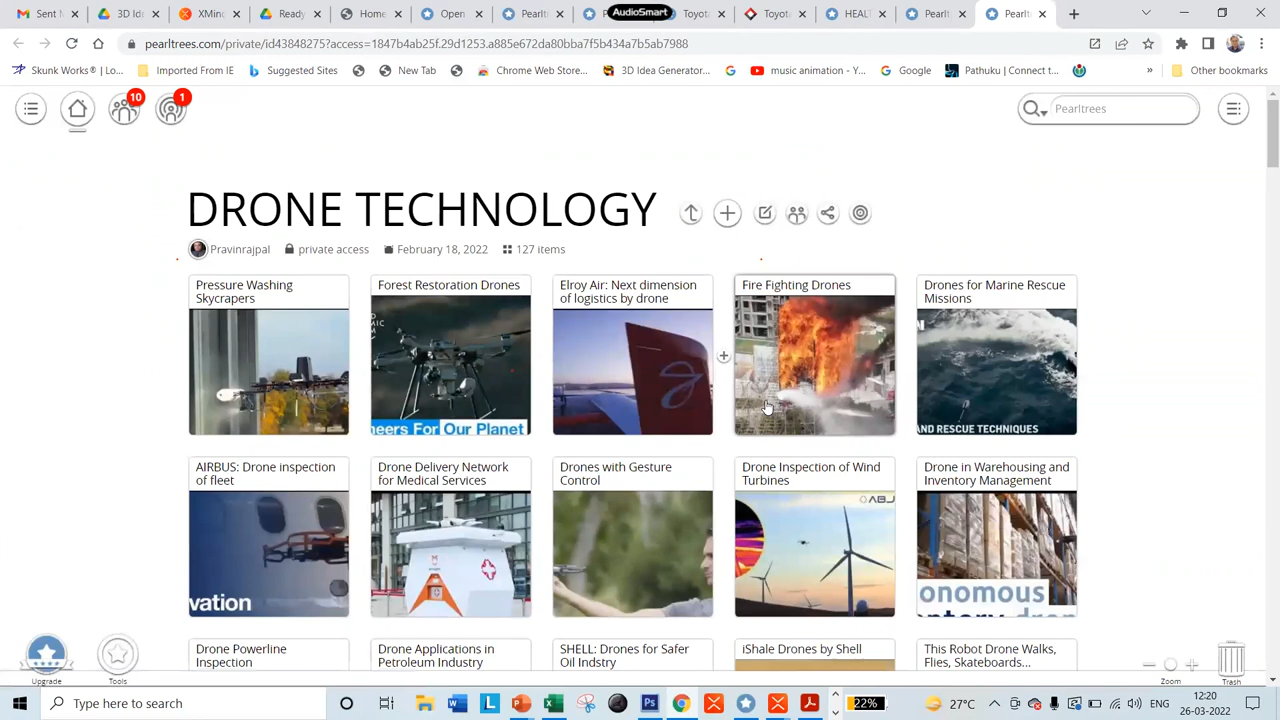 Sent M
3D Ide
Google
Google
Open
Pearlt
AudioSmart
Toyot
Toyota
HEAL
Pearlt
Pearlt
pearltrees.com/private/id43848275?access=1847b4ab25f.29d1253.a885e672da80bba7f5b434a7b5ab7988
Skunk Works® | Lo...
Imported From IE
Suggested Sites
New Tab
Chrome Web Store...
3D Idea Generator...
music animation - Y...
Google
Pathuku | Connect t...
»
Other bookmarks
10
1
Pearltrees
DRONE TECHNOLOGY
Pravinrajpal
private access
February 18, 2022
127 items
Pressure Washing
Skycrapers
Forest Restoration Drones
neers For Our Planet
Elroy Air: Next dimension
of logistics by drone
Fire Fighting Drones
Drones for Marine Rescue
Missions
AND RESCUE TECHNIQUES
AIRBUS: Drone inspection
of fleet
vation
Drone Delivery Network
for Medical Services
Drones with Gesture
Control
Drone Inspection of Wind
Turbines
ABJ
Drone in Warehousing and
Inventory Management
onomous
Drone Powerline
Inspection
Drone Applications in
Petroleum Industry
SHELL: Drones for Safer
Oil Indstry
iShale Drones by Shell
This Robot Drone Walks,
Flies, Skateboards...
Upgrade
Tools
Zoom
Trash
Type here to search
22%
27°C
12:20
26-03-2022